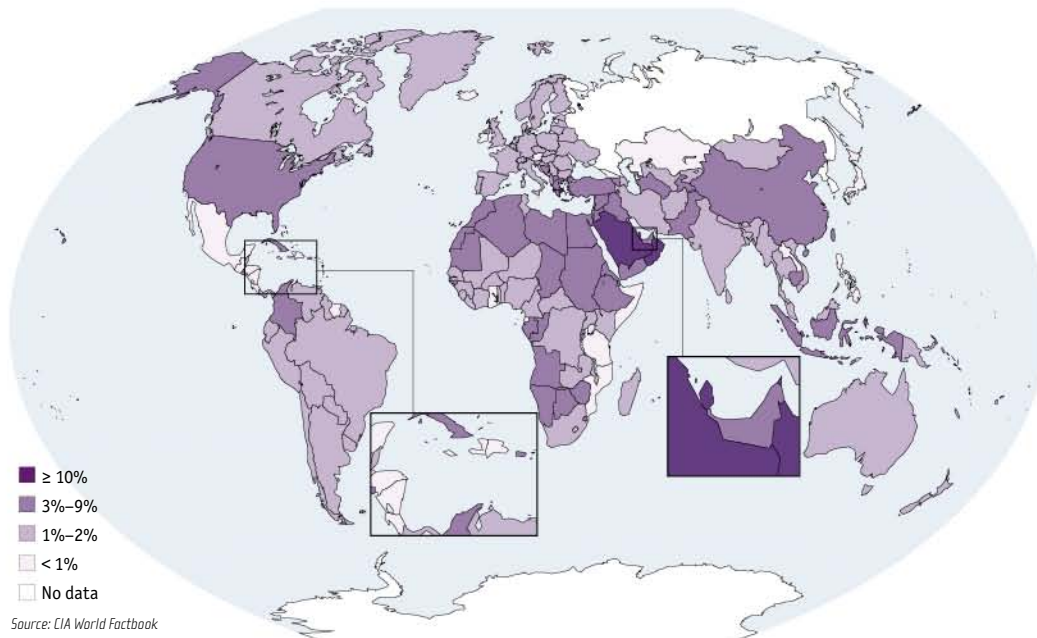 ≥ 10%
3%–9%
1%–2%
< 1%
No data
Source: CIA World Factbook